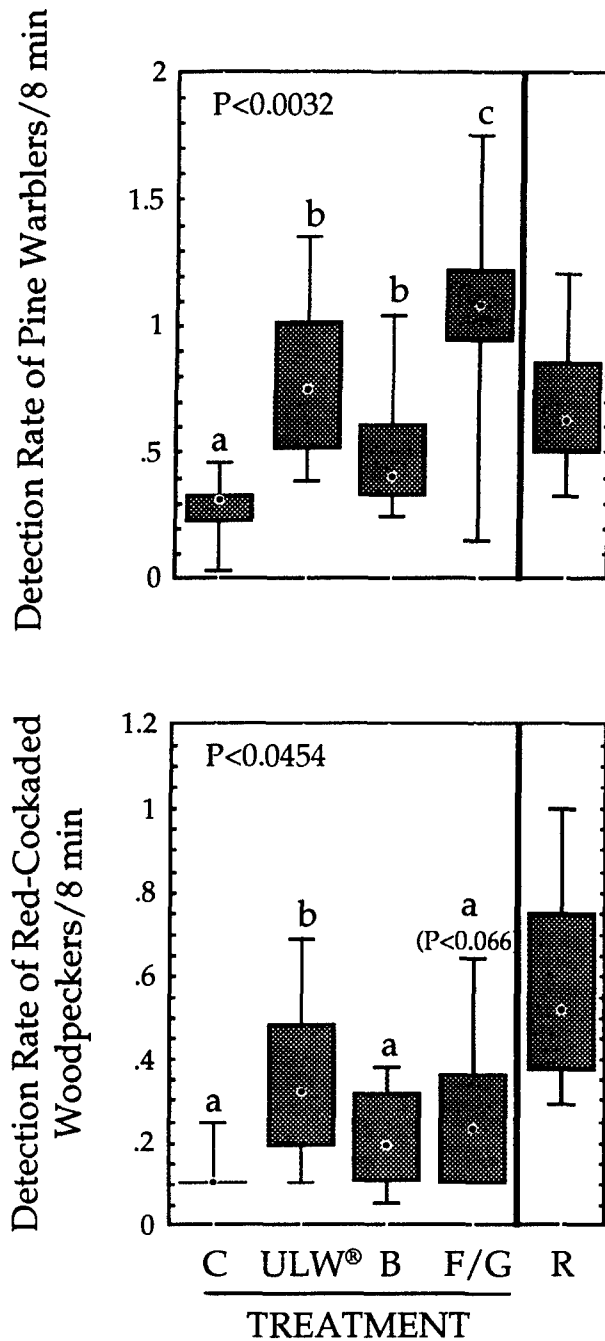 Detection Rate of Pine Warblers/8 min
2
1.5
1
.5
0
P<0.0032
a
b
b
c
Detection Rate of Red-Cockaded
Woodpeckers/8 min
1.2
1
.8
.6
.4
.2
0
P<0.0454
a
b
a
a
(P<0.066)
C ULW® B F/G R
TREATMENT